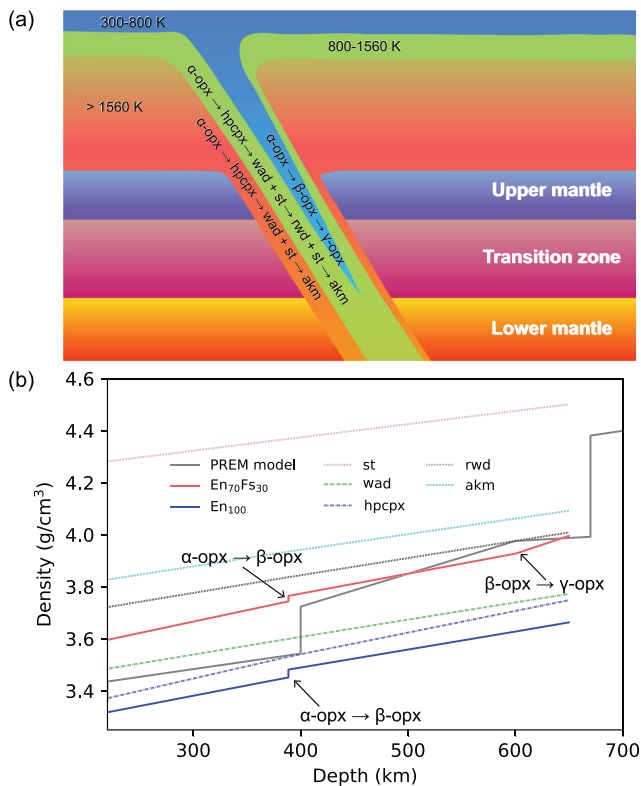 (a)
300-800 K
800-1560 K
> 1560 K
α-opx → hpcpx → wad + st → rwd + st → akm
α-opx → hpcpx → wad + st → akm
α-opx → β-opx → γ-opx
Upper mantle
Transition zone
Lower mantle
(b)
4.6
4.4
4.2
4.0
3.8
3.6
3.4
Density (g/cm³)
PREM model
En₇₀Fs₃₀
En₁₀₀
st
wad
hpcpx
rwd
akm
α-opx → β-opx
β-opx → γ-opx
α-opx → β-opx
300
400
500
600
700
Depth (km)